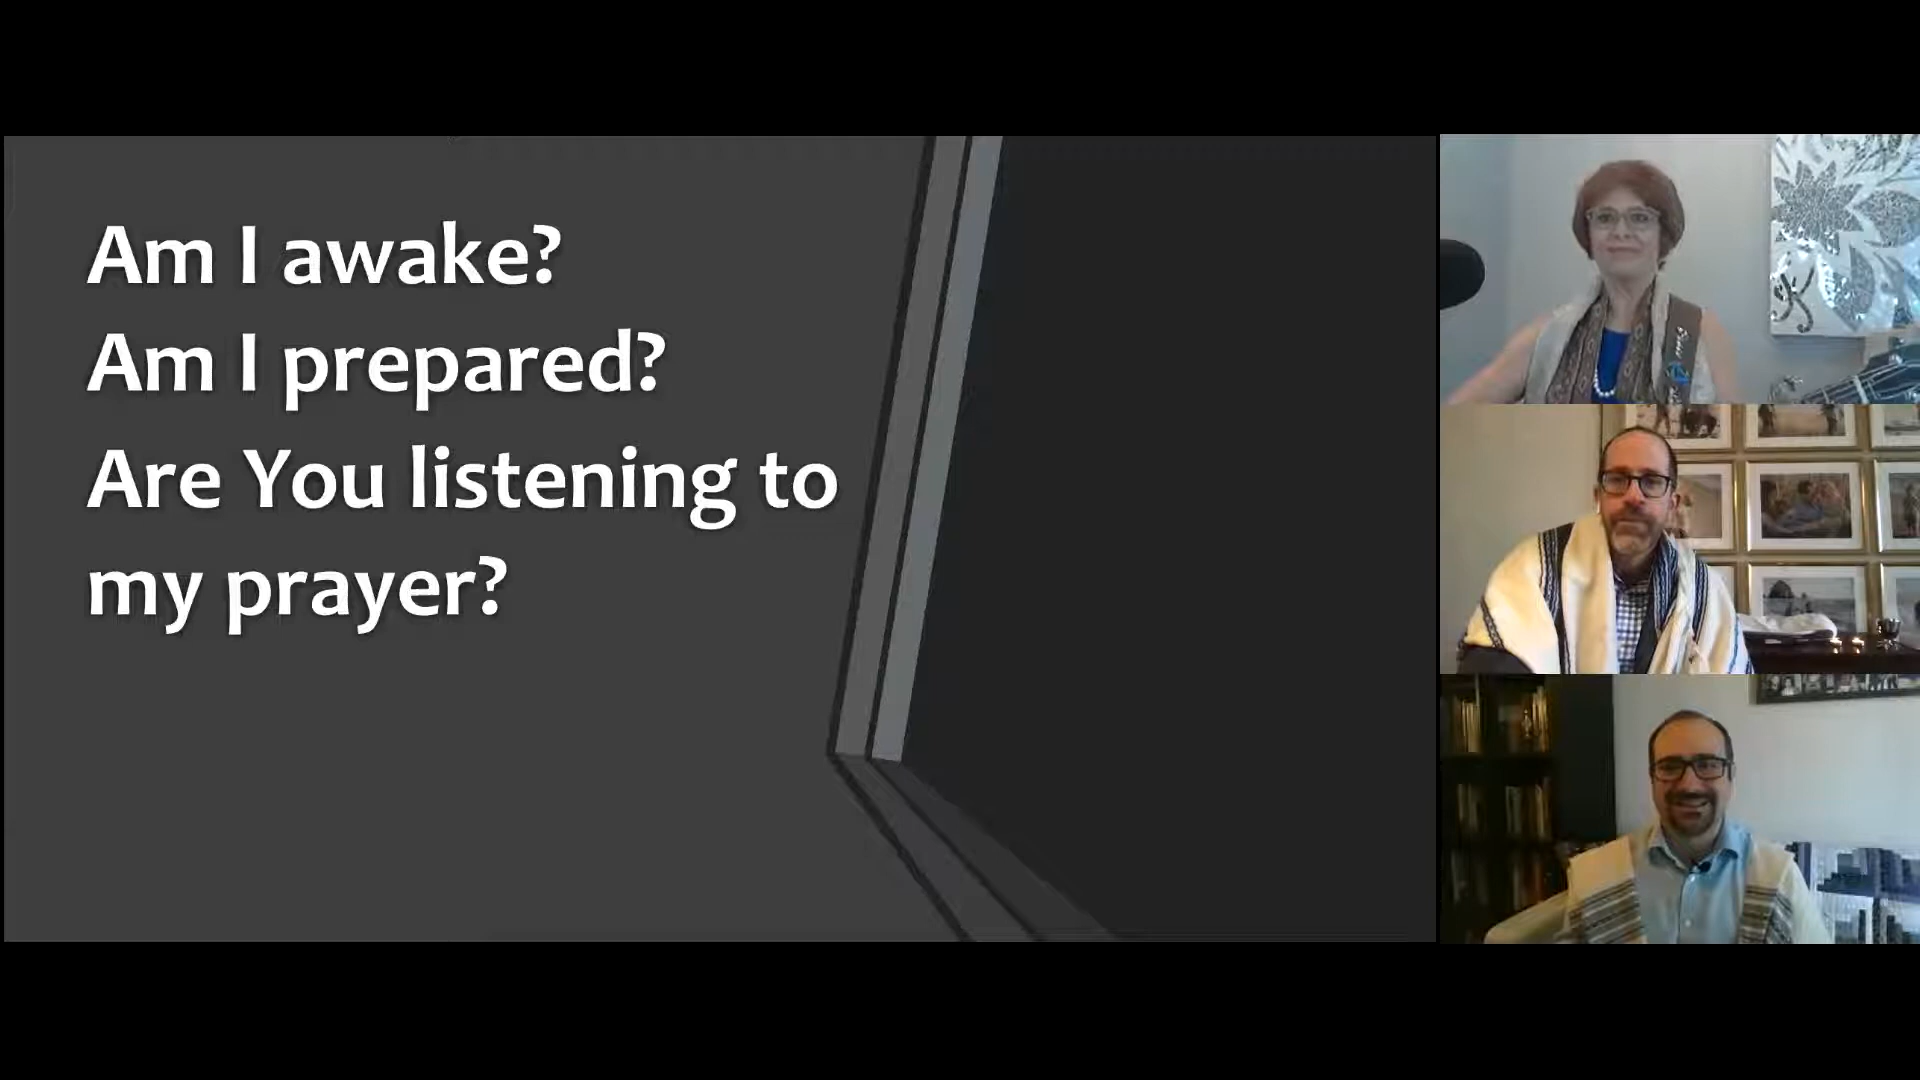 Am I awake?
Am I prepared?
Are You listening to
my prayer?
K